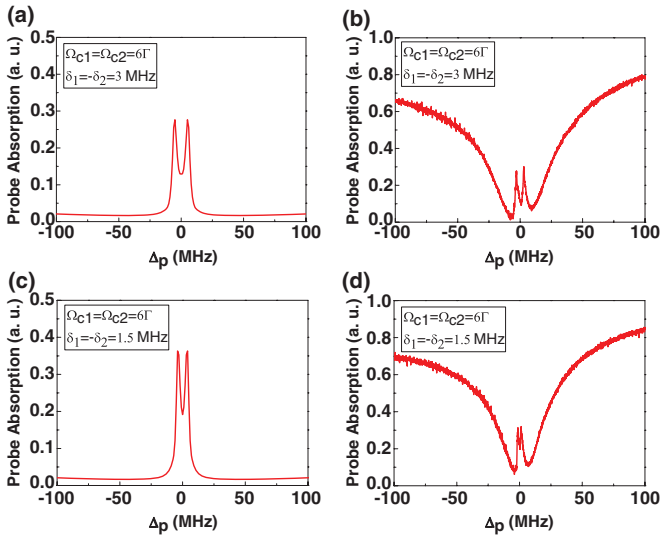 (a)
0.5
0.4
0.3
0.2
0.1
0.0
Probe Absorption (a. u.)
Ωc1=Ωc2=6Γ
δ1=-δ2=3 MHz
-100 -50 0 50 100
Δp (MHz)
(b)
1.0
0.8
0.6
0.4
0.2
0.0
Probe Absorption (a. u.)
Ωc1=Ωc2=6Γ
δ1=-δ2=3 MHz
-100 -50 0 50 100
Δp (MHz)
(c)
0.5
0.4
0.3
0.2
0.1
0.0
Probe Absorption (a. u.)
Ωc1=Ωc2=6Γ
δ1=-δ2=1.5 MHz
-100 -50 0 50 100
Δp (MHz)
(d)
1.0
0.8
0.6
0.4
0.2
0.0
Probe Absorption (a. u.)
Ωc1=Ωc2=6Γ
δ1=-δ2=1.5 MHz
-100 -50 0 50 100
Δp (MHz)